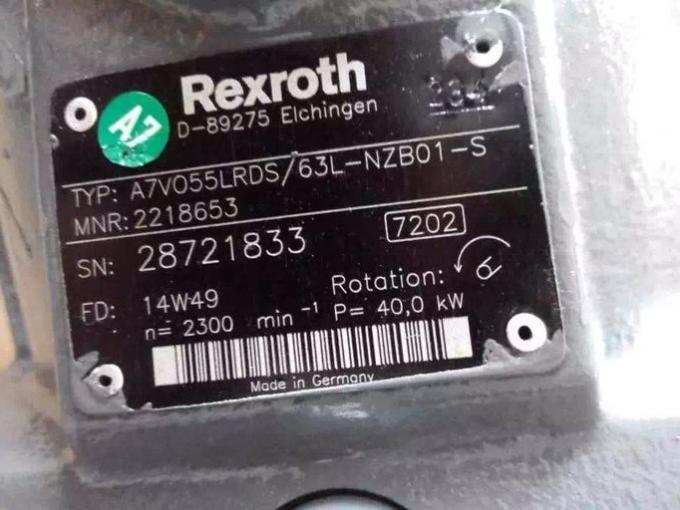 A7
Rexroth
D-89275 Elchingen
TYP: A7VO55LRDS/63L-NZB01-S
MNR: 2218653
SN: 28721833
7202
FD: 14W49
Rotation:
n= 2300 min -1 P= 40,0 kW
Made in Germany